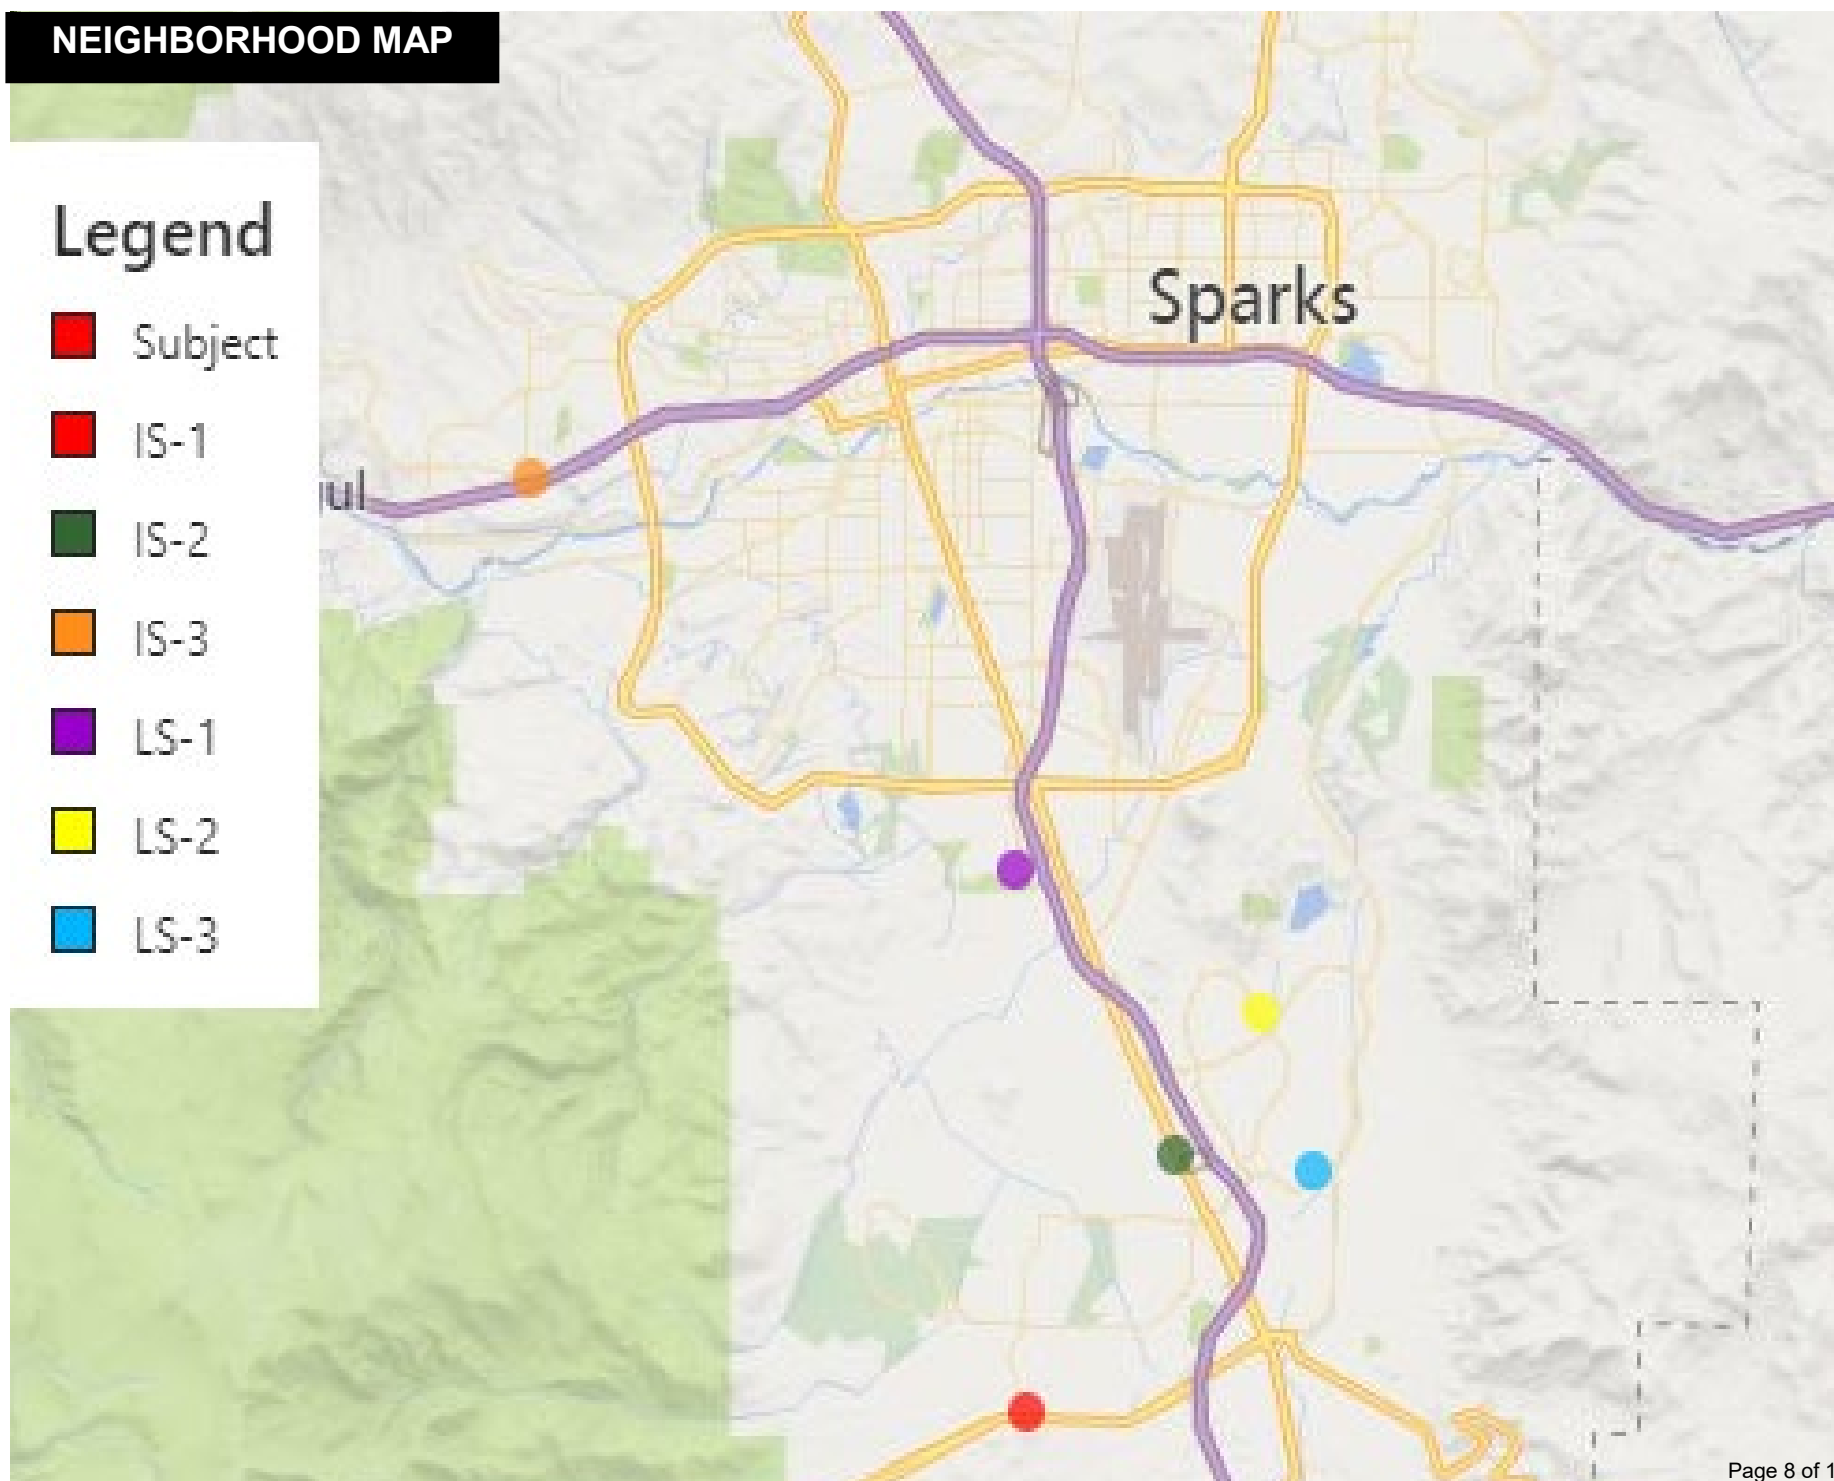 NEIGHBORHOOD MAP
Legend
Subject
IS-1
IS-2
IS-3
LS-1
LS-2
LS-3
Sparks
jul
Page 8 of 1